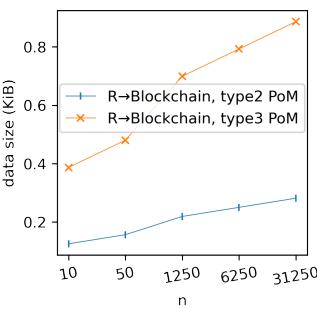 0.8
0.6
0.4
0.2
data size (KiB)
R→Blockchain, type2 PoM
R→Blockchain, type3 PoM
10 50 1250 6250 31250
n